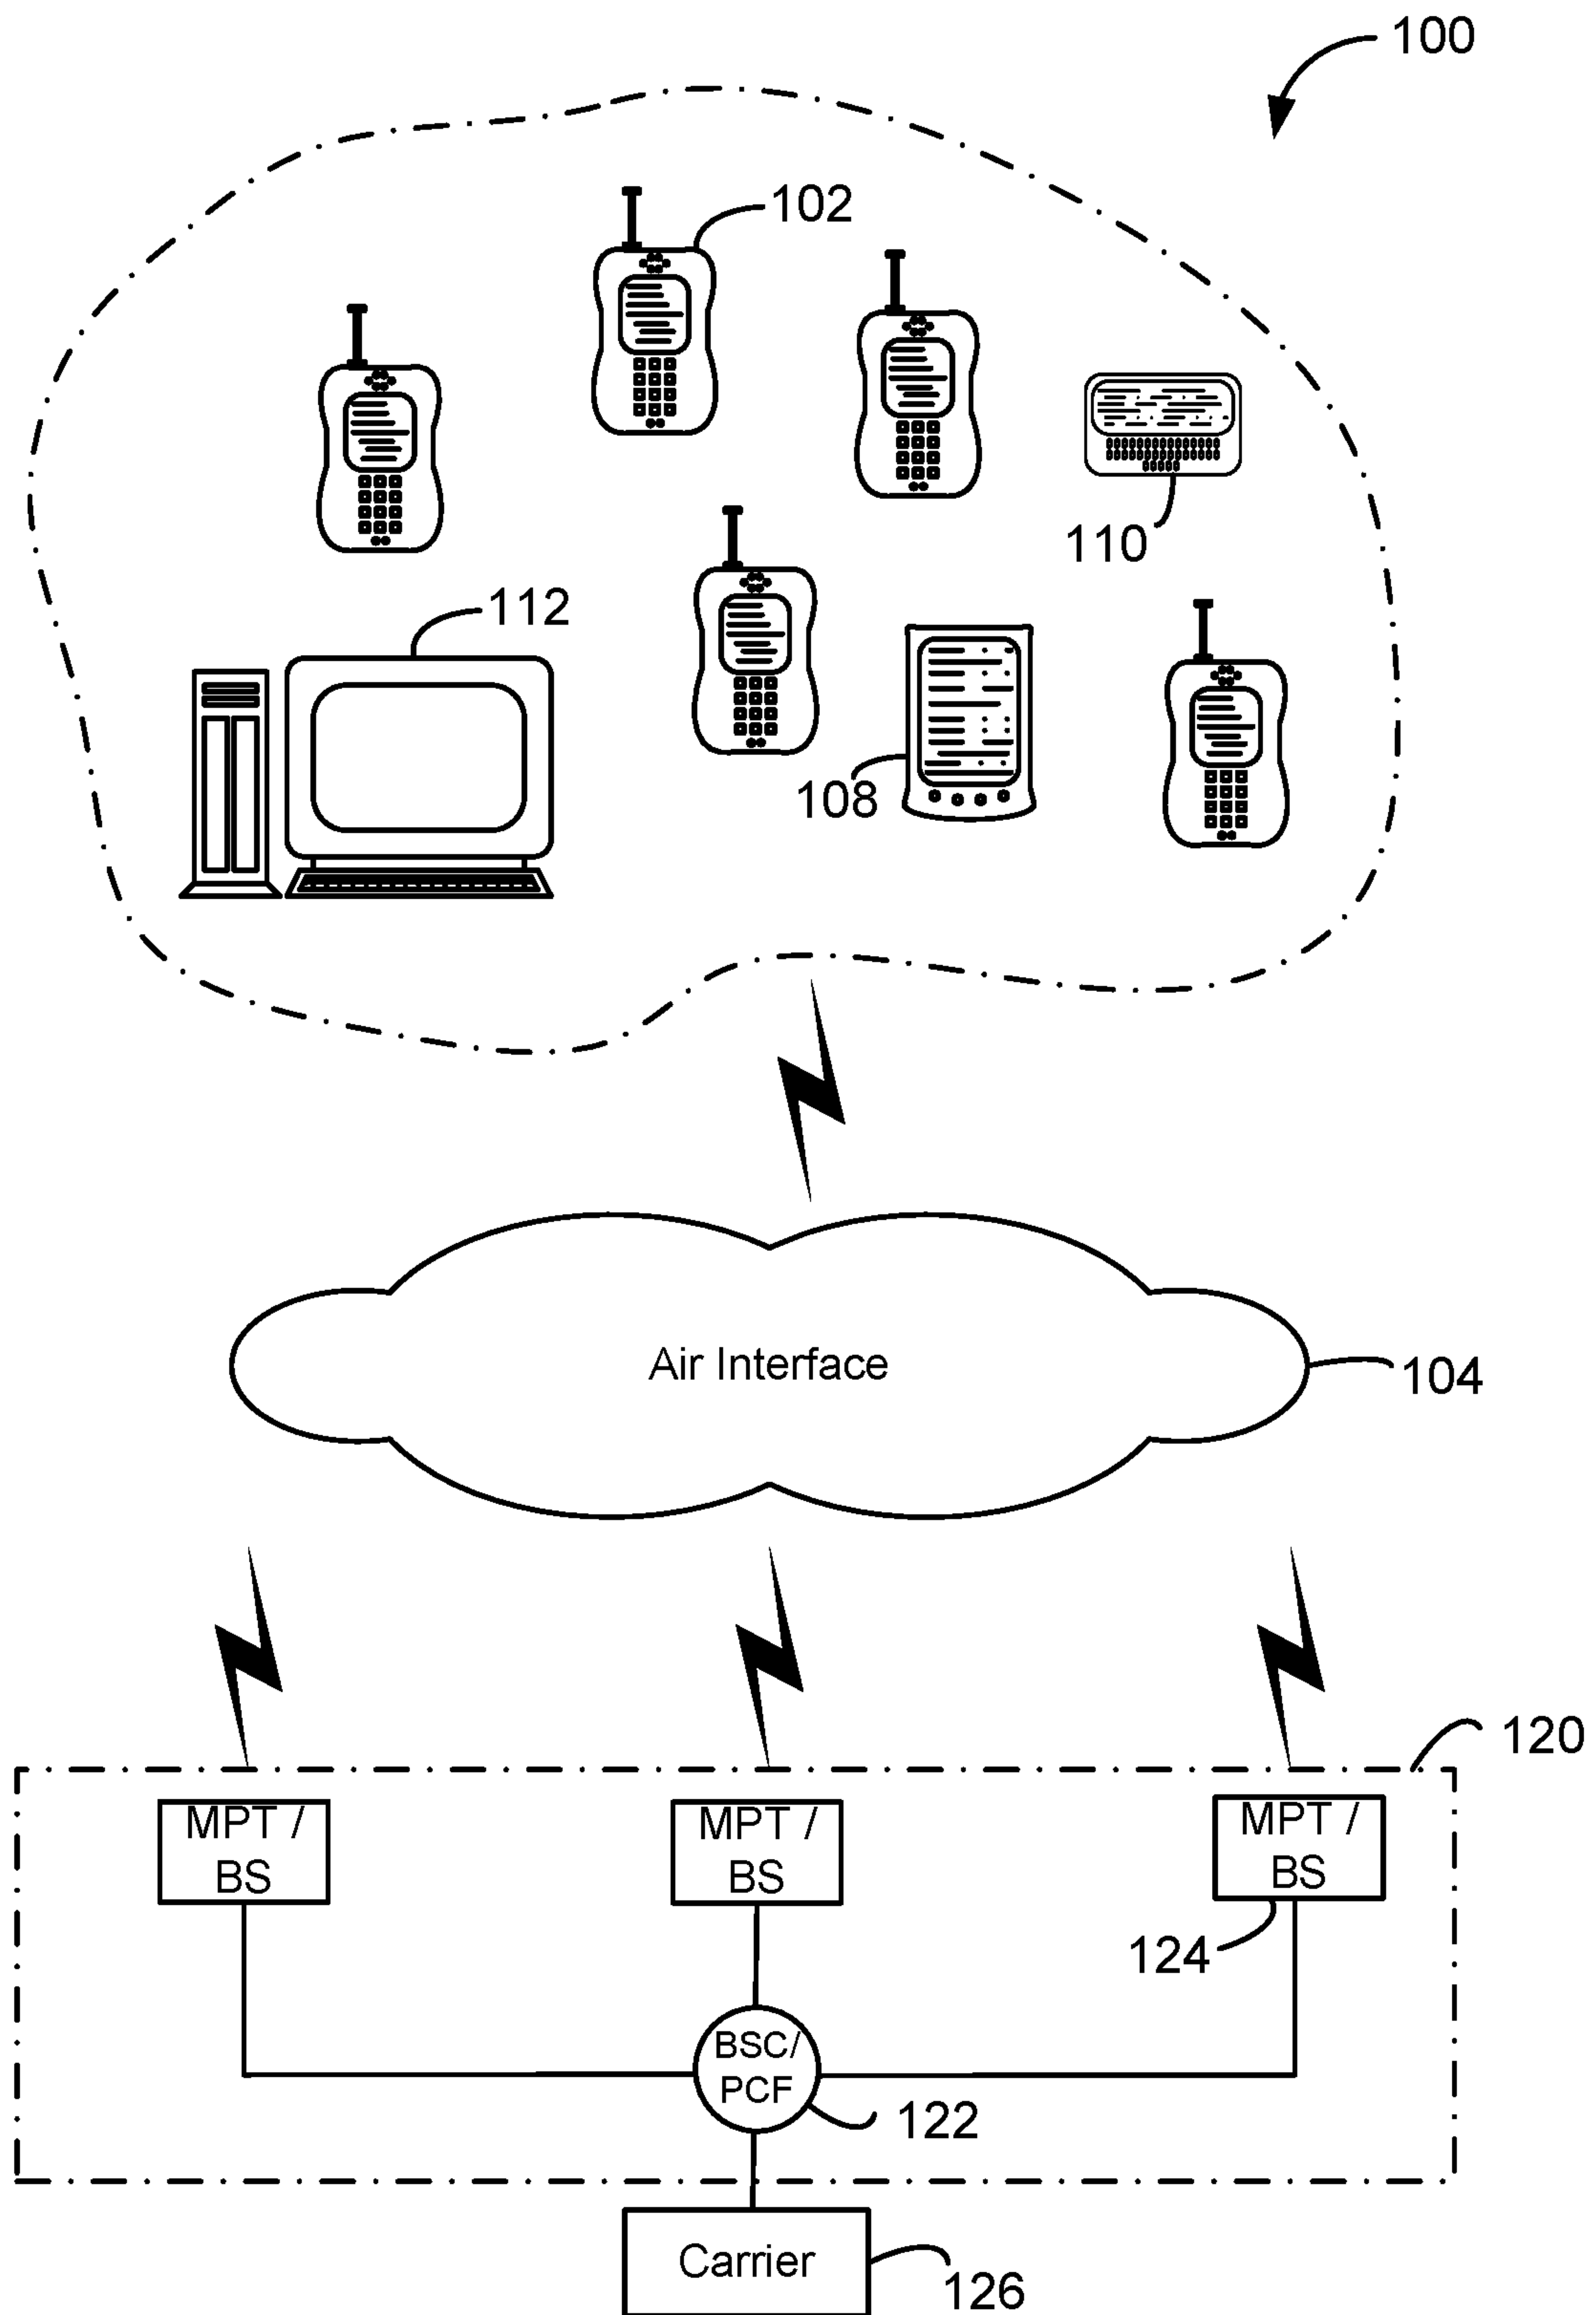 100
102
110
112
108
Air Interface
104
120
MPT /
BS
MPT /
BS
MPT /
BS
124
BSC/
PCF
122
Carrier
126